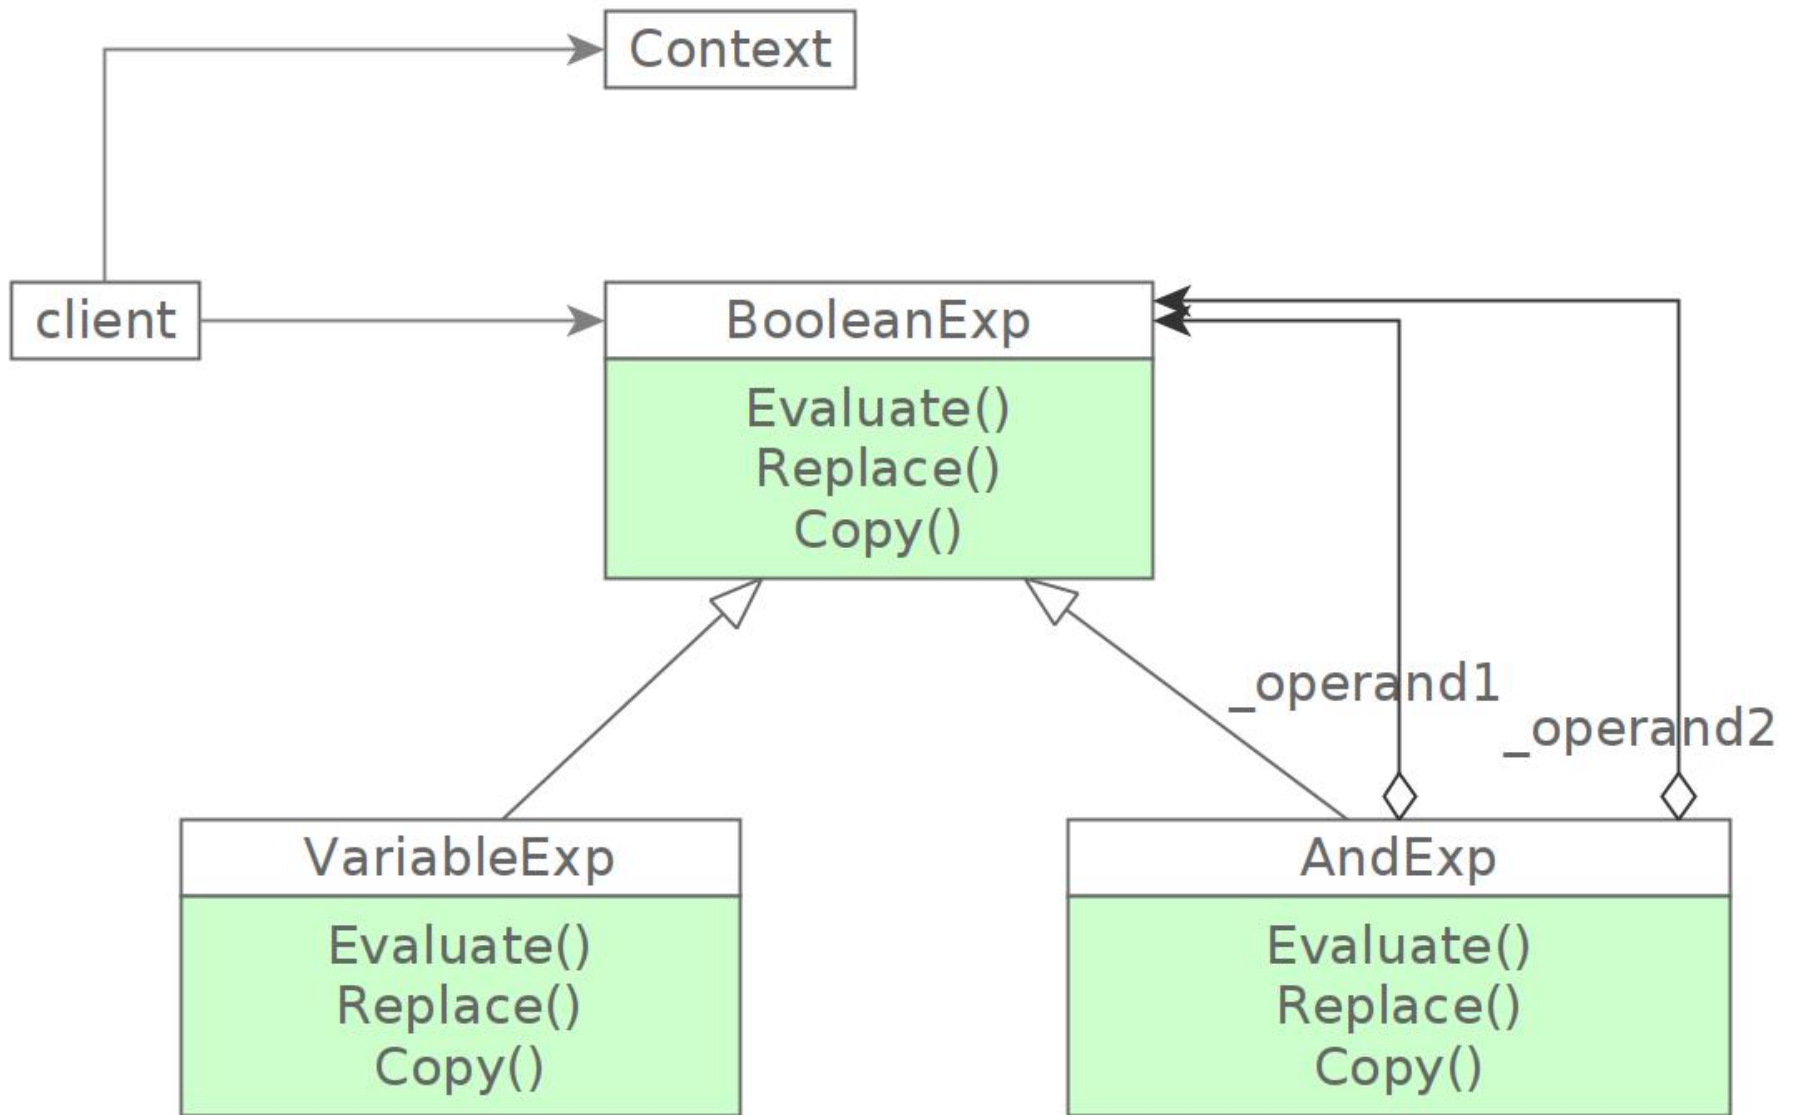 Context
client
BooleanExp
Evaluate()
Replace()
Copy()
_operand1
_operand2
VariableExp
Evaluate()
Replace()
Copy()
AndExp
Evaluate()
Replace()
Copy()